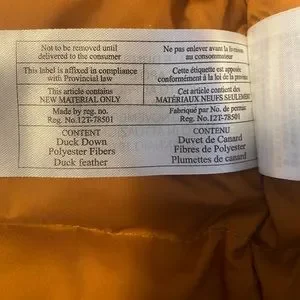 Not to be removed until
delivered to the consumer
Ne pas enlever avant la livraison
au consommateur
This label is affixed in compliance
with Provincial law
Cette étiquette est apposée
conformément à la loi de la province
This article contains
NEW MATERIAL ONLY
Cet article contient des
MATÉRIAUX NEUFS SEULEMENT
Made by reg. no.
Reg. No.12T-78501
Fabriqué par No. de permis
Reg. No.12T-78501
CONTENT
Duck Down
Polyester Fibers
Duck feather
CONTENU
Duvet de Canard
Fibres de Polyester
Plumettes de canard